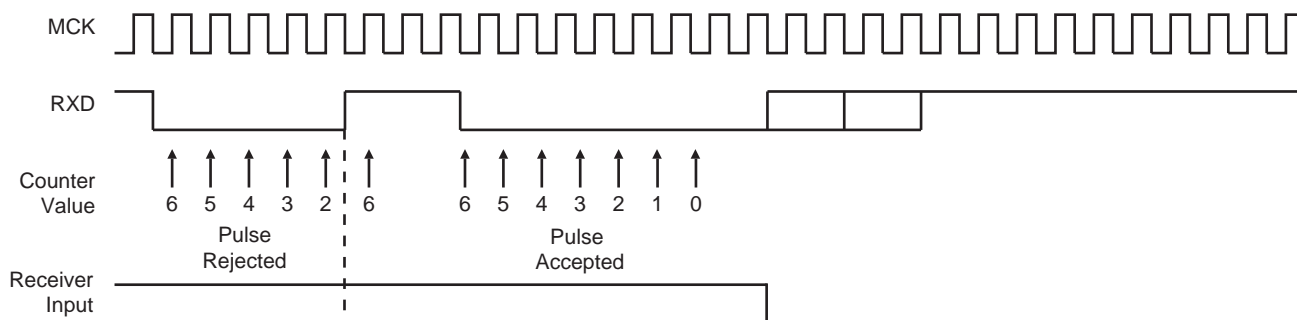 MCK
RXD
Counter
Value
6 5 4 3 2 6 6 5 4 3 2 1 0
Pulse
Rejected
Pulse
Accepted
Receiver
Input